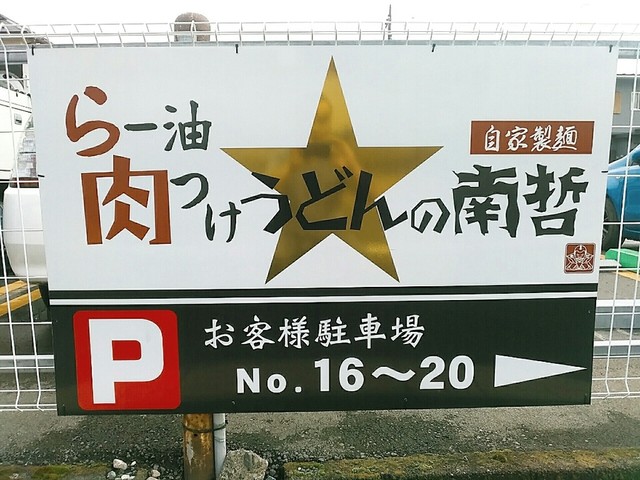 らー油
肉つけうどんの南哲
自家製麺
P
お客様駐車場
No.16～20